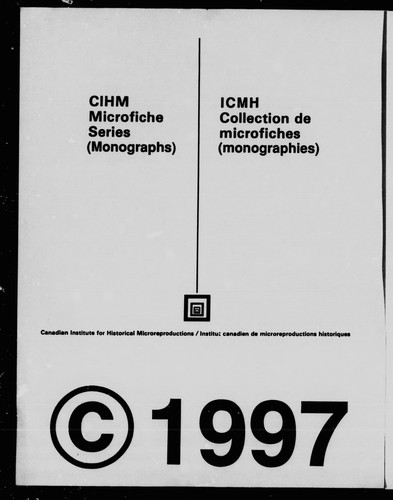 CIHM
Microfiche
Series
(Monographs)
ICMH
Collection de
microfiches
(monographies)
Canadian Institute for Historical Microreproductions / Institut canadien de microreproductions historiques
© 1997